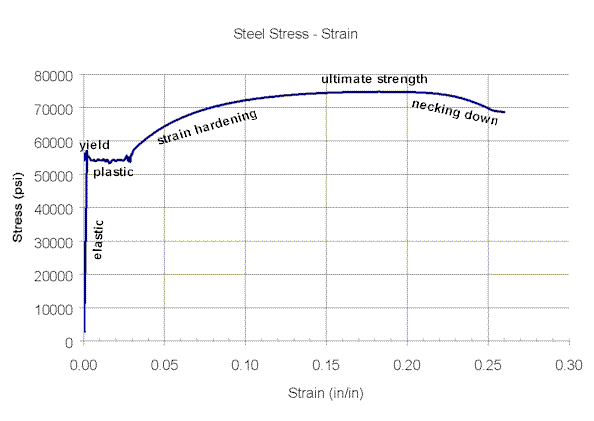 Steel Stress - Strain
80000
70000
60000
50000
40000
30000
20000
10000
0
Stress (psi)
ultimate strength
necking down
strain hardening
yield
plastic
elastic
0.00 0.05 0.10 0.15 0.20 0.25 0.30
Strain (in/in)